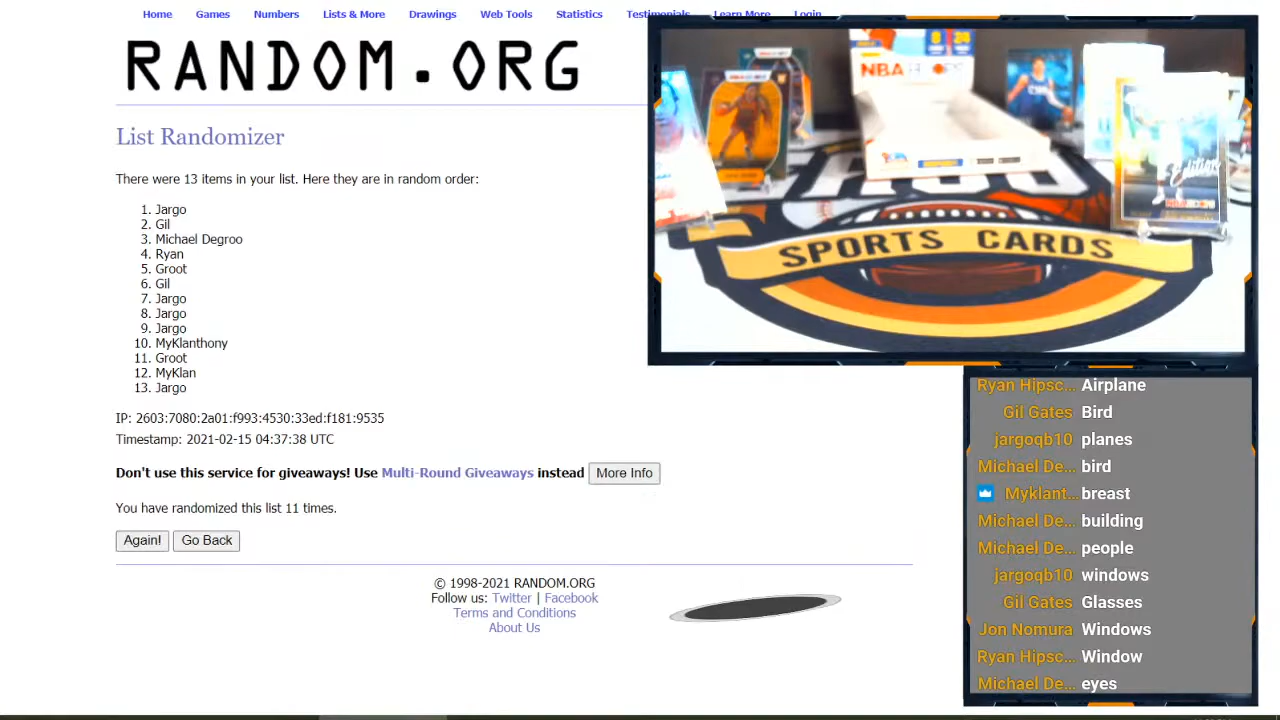 Home Games Numbers Lists & More Drawings Web Tools Statistics Testimonials Learn More Login
RANDOM.ORG
List Randomizer
There were 13 items in your list. Here they are in random order:
1. Jargo
2. Gil
3. Michael Degroo
4. Ryan
5. Groot
6. Gil
7. Jargo
8. Jargo
9. Jargo
10. MyKlanthony
11. Groot
12. MyKlan
13. Jargo
IP: 2603:7080:2a01:f993:4530:33ed:f181:9535
Timestamp: 2021-02-15 04:37:38 UTC
Don't use this service for giveaways! Use Multi-Round Giveaways instead More Info
You have randomized this list 11 times.
Again! Go Back
© 1998-2021 RANDOM.ORG
Follow us: Twitter | Facebook
Terms and Conditions
About Us
NBA HOOPS
8 24
Edition
SPORTS CARDS
Ryan Hipsc... Airplane
Gil Gates Bird
jargoqb10 planes
Michael De... bird
Myklant... breast
Michael De... building
Michael De... people
jargoqb10 windows
Gil Gates Glasses
Jon Nomura Windows
Ryan Hipsc... Window
Michael De... eyes